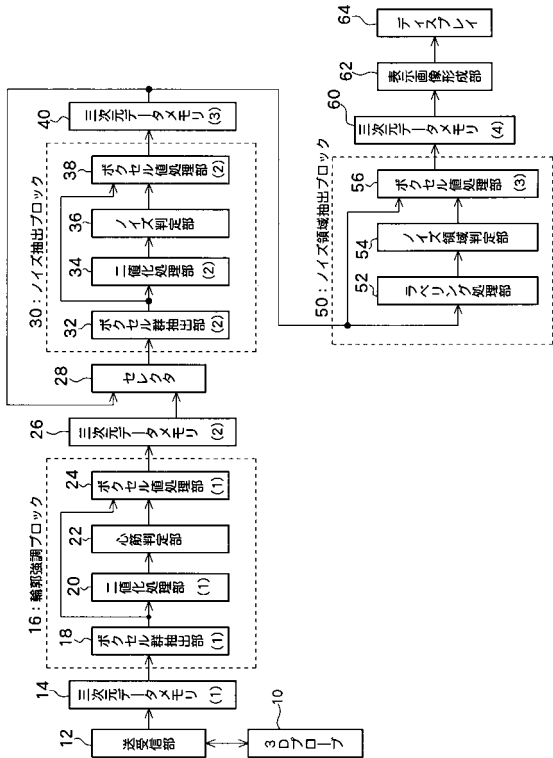 10
3Dプローブ
12
送受信部
14
三次元データメモリ (1)
16:輪郭強調ブロック
18
ボクセル群抽出部 (1)
20
二値化処理部 (1)
22
心筋判定部
24
ボクセル値処理部 (1)
26
三次元データメモリ (2)
28
セレクタ
30:ノイズ抽出ブロック
32
ボクセル群抽出部 (2)
34
二値化処理部 (2)
36
ノイズ判定部
38
ボクセル値処理部 (2)
40
三次元データメモリ (3)
50:ノイズ領域抽出ブロック
52
ラベリング処理部
54
ノイズ領域判定部
56
ボクセル値処理部 (3)
60
三次元データメモリ (4)
62
表示画像形成部
64
ディスプレイ